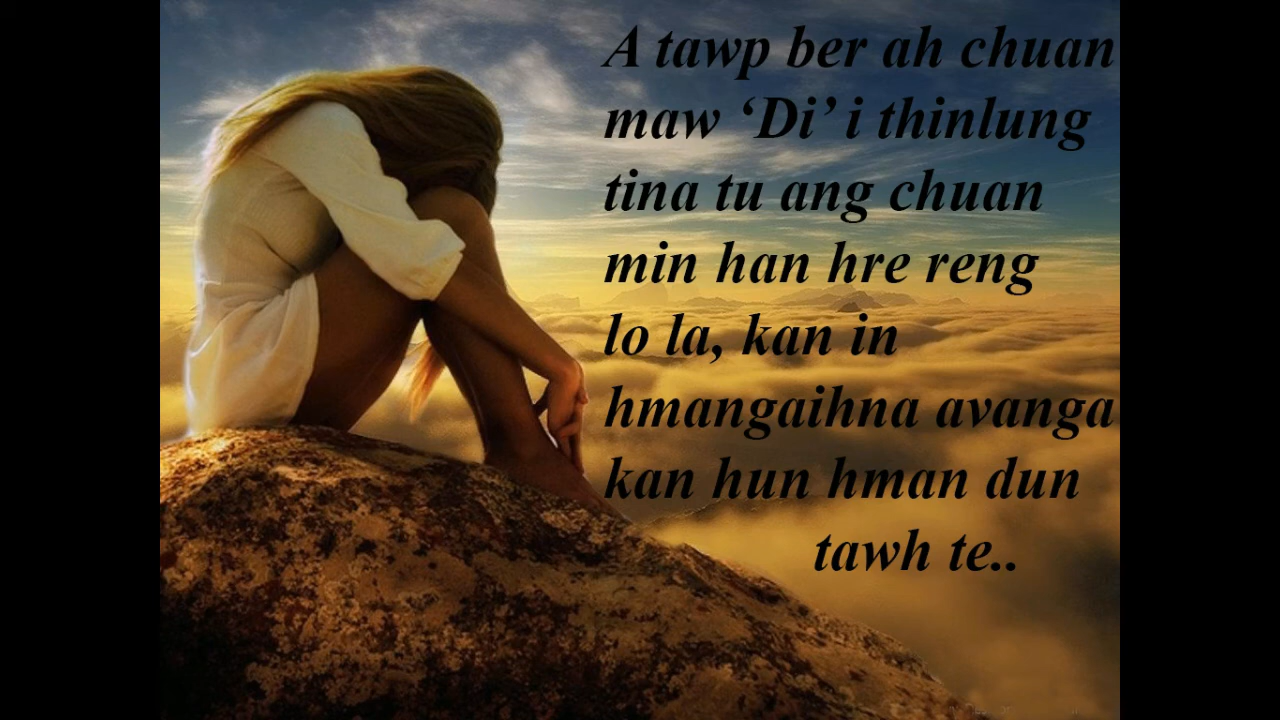 A tawp ber ah chuan
maw ‘Di’ i thinlung
tina tu ang chuan
min han hre reng
lo la, kan in
hmangaihna avanga
kan hun hman dun
tawh te..